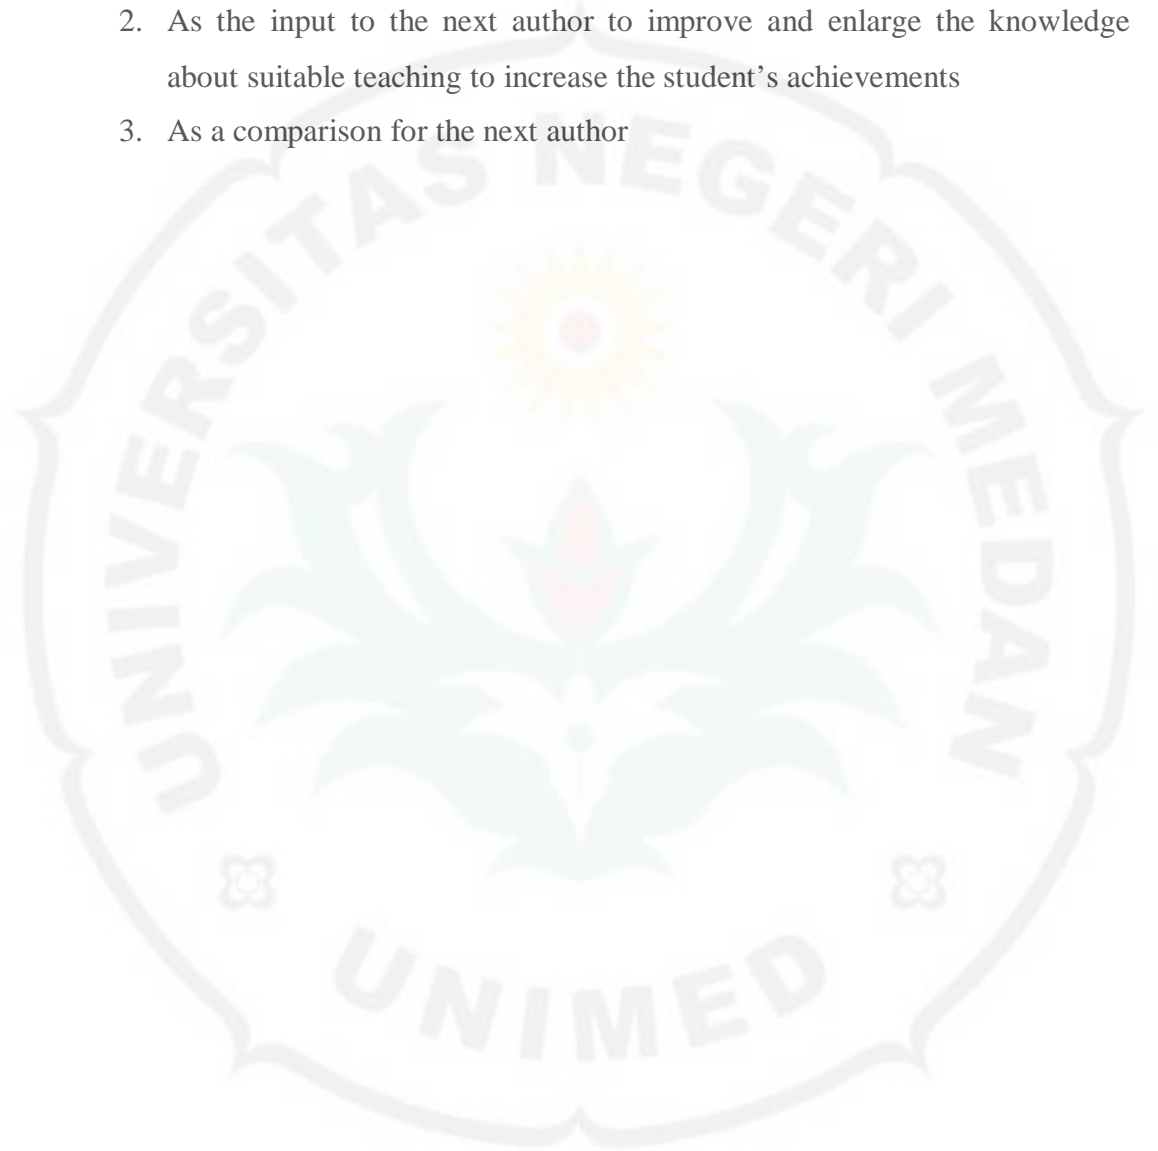 2. As the input to the next author to improve and enlarge the knowledge
about suitable teaching to increase the student’s achievements
3. As a comparison for the next author
UNIVERSITAS NEGERI MEDAN
UNIMED